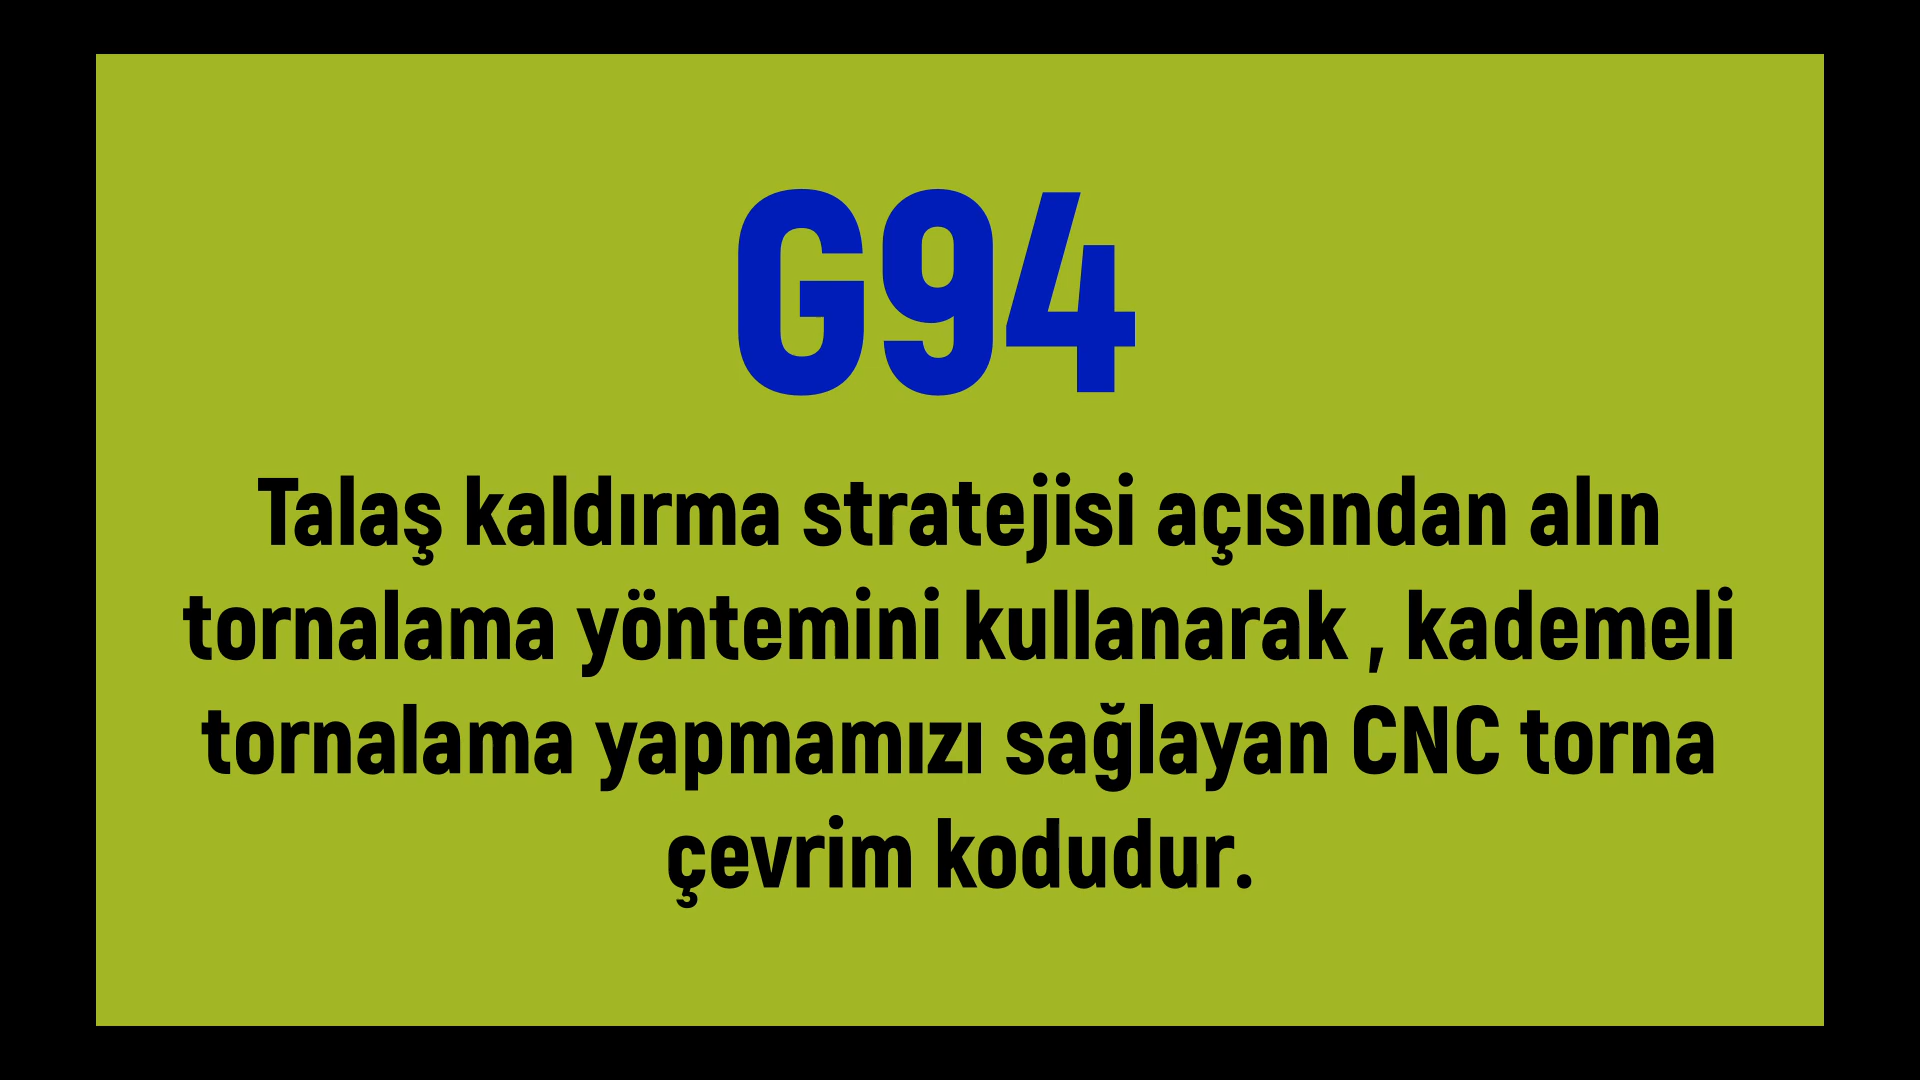 G94
Talaş kaldırma stratejisi açısından alın
tornalama yöntemini kullanarak , kademeli
tornalama yapmamızı sağlayan CNC torna
çevrim kodudur.